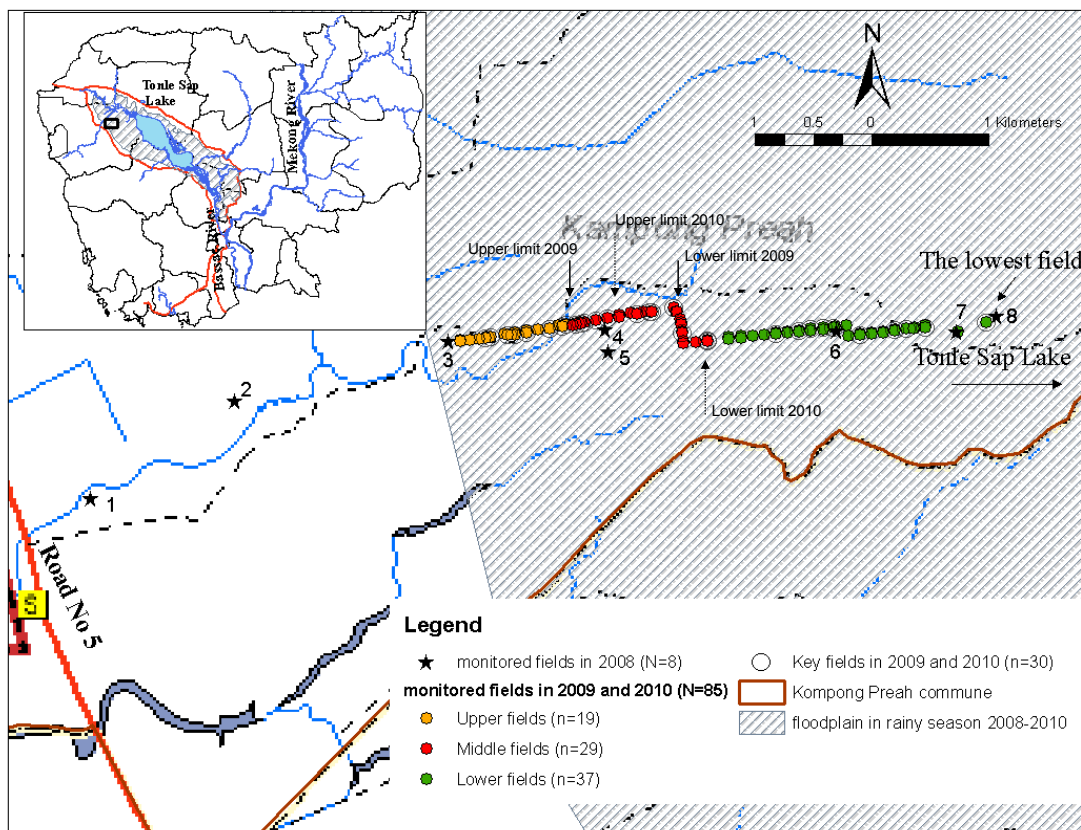 Tonle Sap
Lake
Mekong River
Bassac River
N
1 0.5 0 1 Kilometers
Kampong Preah
Upper limit 2010
Upper limit 2009
Lower limit 2009
The lowest field
3
4
5
6
7
8
Tonle Sap Lake
Lower limit 2010
2
1
Road No 5
5
Legend
monitored fields in 2008 (N=8)
monitored fields in 2009 and 2010 (N=85)
Upper fields (n=19)
Middle fields (n=29)
Lower fields (n=37)
Key fields in 2009 and 2010 (n=30)
Kompong Preah commune
floodplain in rainy season 2008-2010